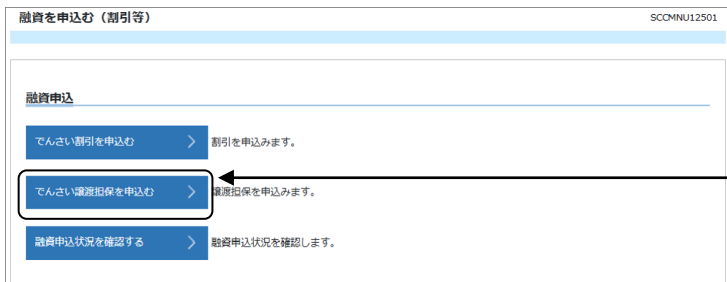 融資を申込む（割引等） SCCMNU12501
融資申込
でんさい割引を申込む 割引を申込みます。
でんさい譲渡担保を申込む 譲渡担保を申込みます。
融資申込状況を確認する 融資申込状況を確認します。